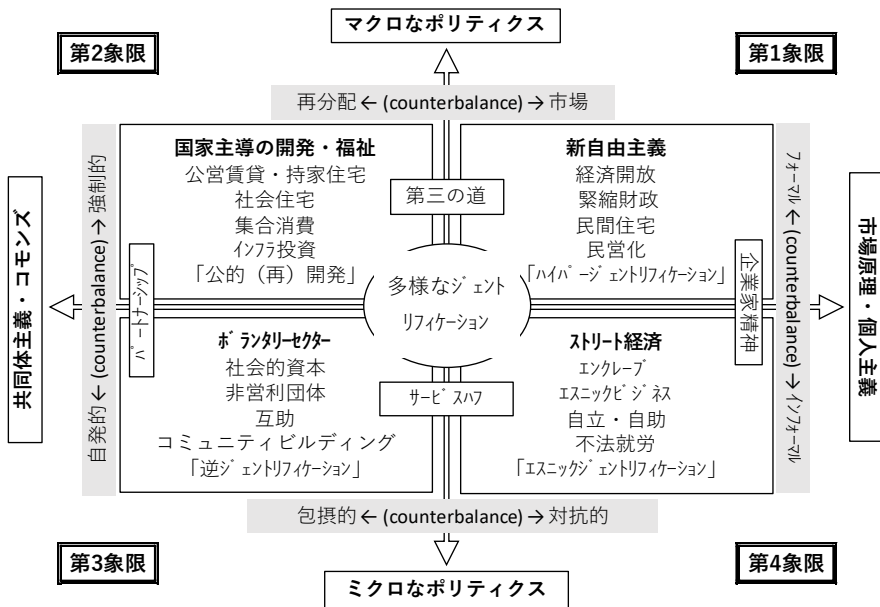 マクロなポリティクス
第2象限
第1象限
再分配 ← (counterbalance) → 市場
国家主導の開発・福祉
公営賃貸・持家住宅
社会住宅
集合消費
インフラ投資
「公的（再）開発」
新自由主義
経済開放
緊縮財政
民間住宅
民営化
「ハイパージェントリフィケーション」
第三の道
共同体主義・コモンズ
自発的 ← (counterbalance) → 強制的
パートナーシップ
多様なジェント
リフィケーション
企業家精神
フォーマル ← (counterbalance) → インフォーマル
市場原理・個人主義
ボランタリーセクター
社会的資本
非営利団体
互助
コミュニティビルディング
「逆ジェントリフィケーション」
サービスハブ
ストリート経済
エンクレーブ
エスニックビジネス
自立・自助
不法就労
「エスニックジェントリフィケーション」
包摂的 ← (counterbalance) → 対抗的
第3象限
第4象限
ミクロなポリティクス